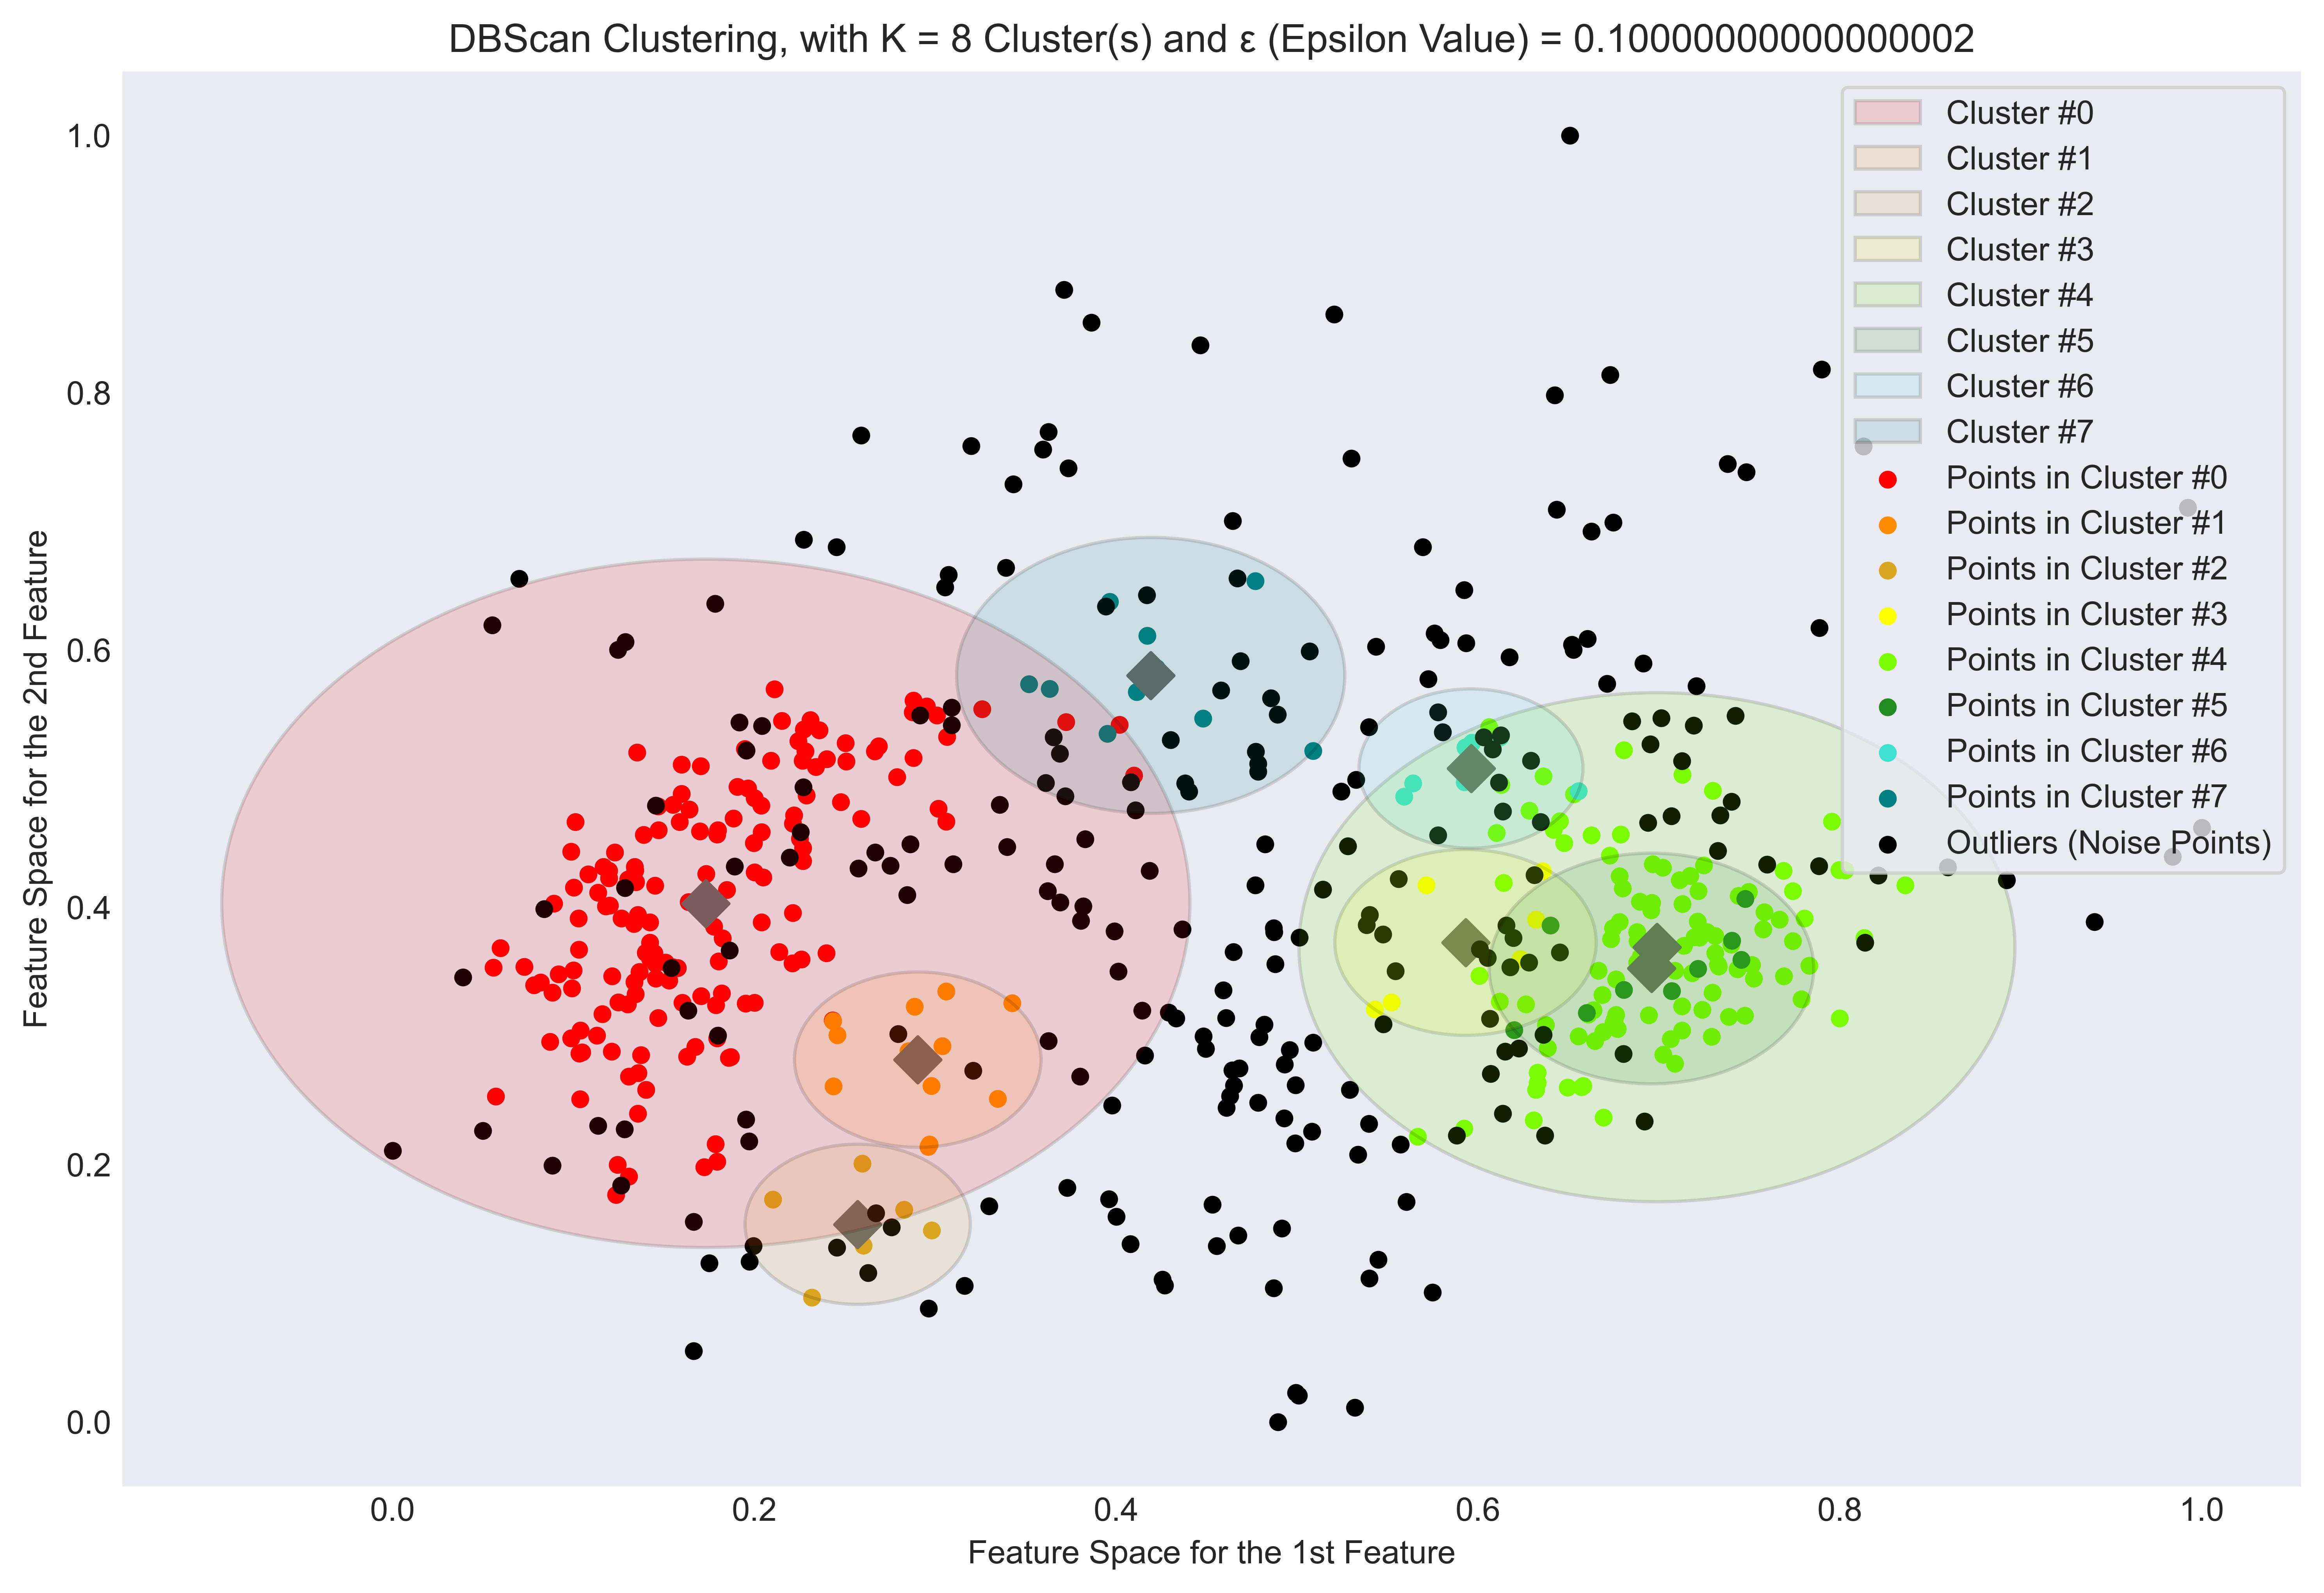 DBScan Clustering, with K = 8 Cluster(s) and ε (Epsilon Value) = 0.10000000000000002
Cluster #0
Cluster #1
Cluster #2
Cluster #3
Cluster #4
Cluster #5
Cluster #6
Cluster #7
Points in Cluster #0
Points in Cluster #1
Points in Cluster #2
Points in Cluster #3
Points in Cluster #4
Points in Cluster #5
Points in Cluster #6
Points in Cluster #7
Outliers (Noise Points)
Feature Space for the 2nd Feature
1.0
0.8
0.6
0.4
0.2
0.0
0.0 0.2 0.4 0.6 0.8 1.0
Feature Space for the 1st Feature